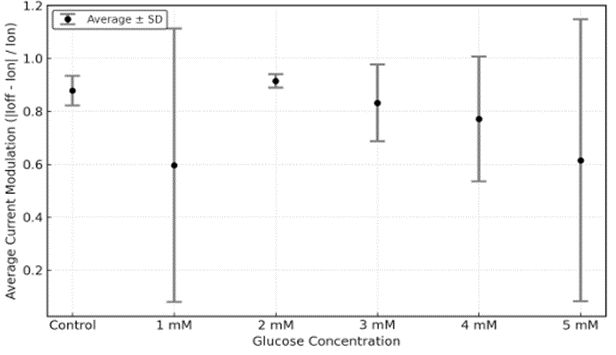 1.2
Average ± SD
1.0
0.8
0.6
0.4
0.2
Average Current Modulation (|Ioff - Ion| / Ion)
Control 1 mM 2 mM 3 mM 4 mM 5 mM
Glucose Concentration